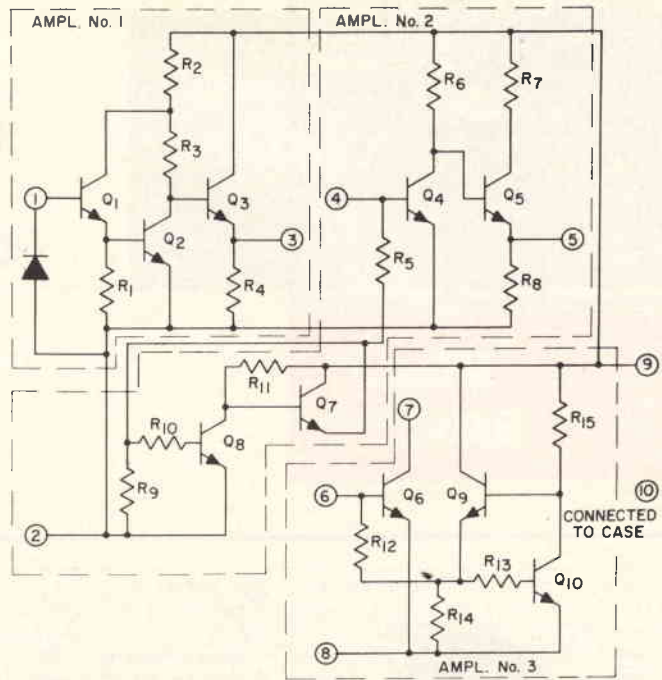 AMPL. No. 1
AMPL. No. 2
R2
R6
R7
R3
1
Q1
Q2
Q3
3
4
Q4
Q5
5
R1
R4
R5
R8
R11
9
Q7
7
R15
R10
Q8
6
Q6
Q9
10
CONNECTED
TO CASE
R9
R12
R13
Q10
2
R14
8
AMPL. No. 3